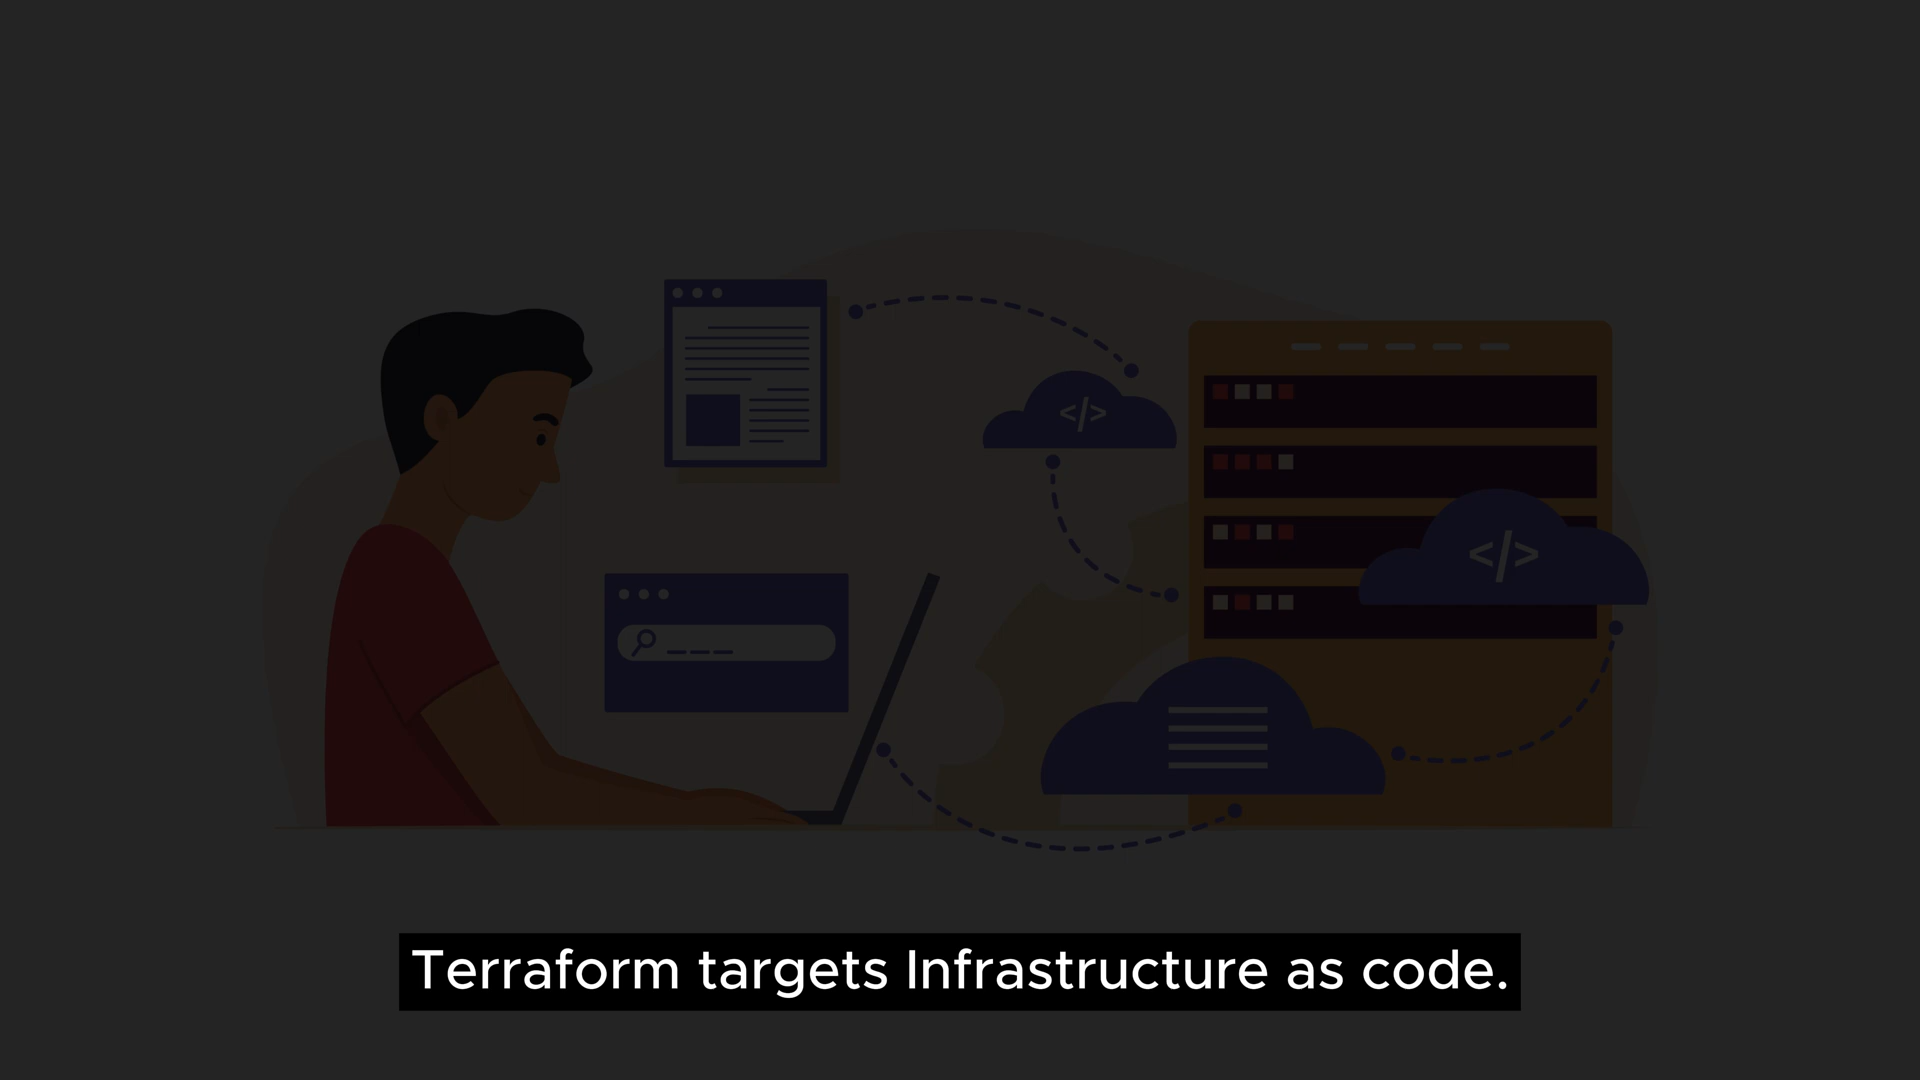 </>
</>
Terraform targets Infrastructure as code.